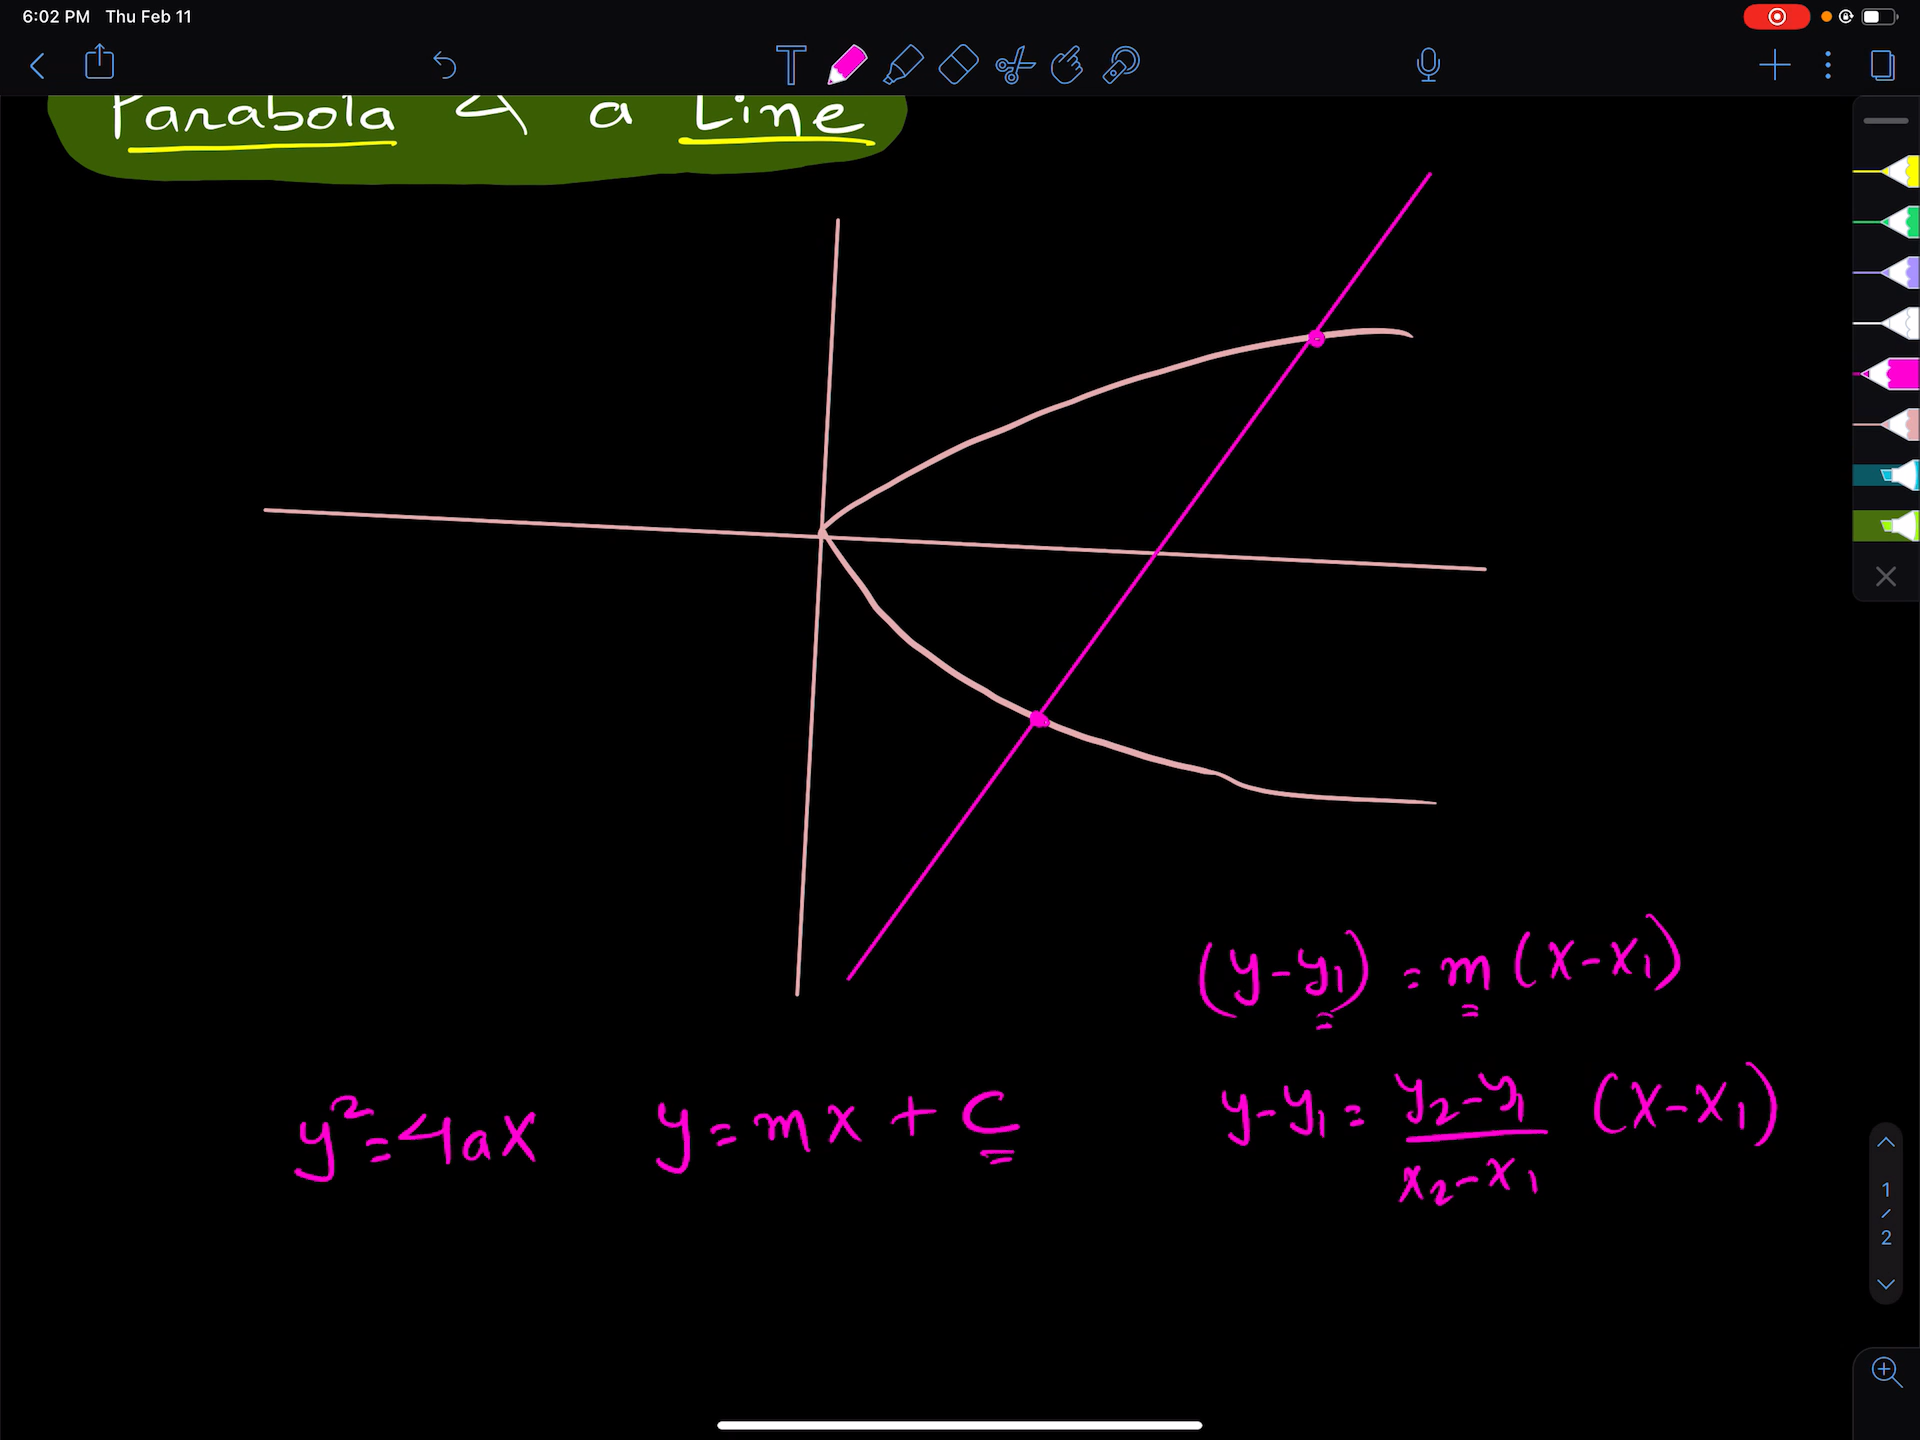 6:02 PM Thu Feb 11
Parabola & a Line
(y-y₁) = m (x-x₁)
y²=4ax y=mx+c y-y₁= y₂-y₁/x₂-x₁ (x-x₁)
1
/
2